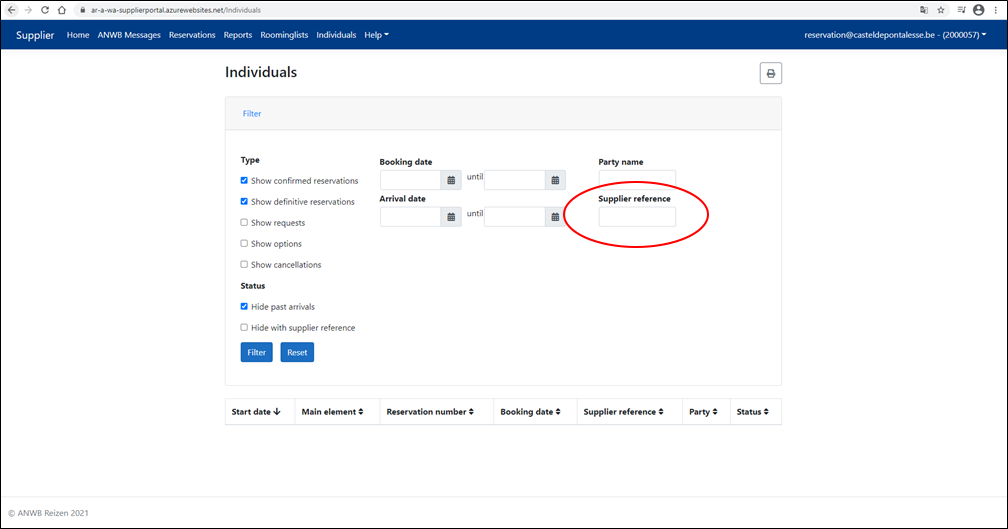 ar-a-wa-supplierportal.azurewebsites.net/Individuals
Supplier Home ANWB Messages Reservations Reports Roominglists Individuals Help reservation@casteldepontalesse.be - (2000057)
Individuals
Filter
Type
Show confirmed reservations
Show definitive reservations
Show requests
Show options
Show cancellations
Status
Hide past arrivals
Hide with supplier reference
Filter Reset
Booking date
until
Arrival date
until
Party name
Supplier reference
Start date Main element Reservation number Booking date Supplier reference Party Status
© ANWB Reizen 2021